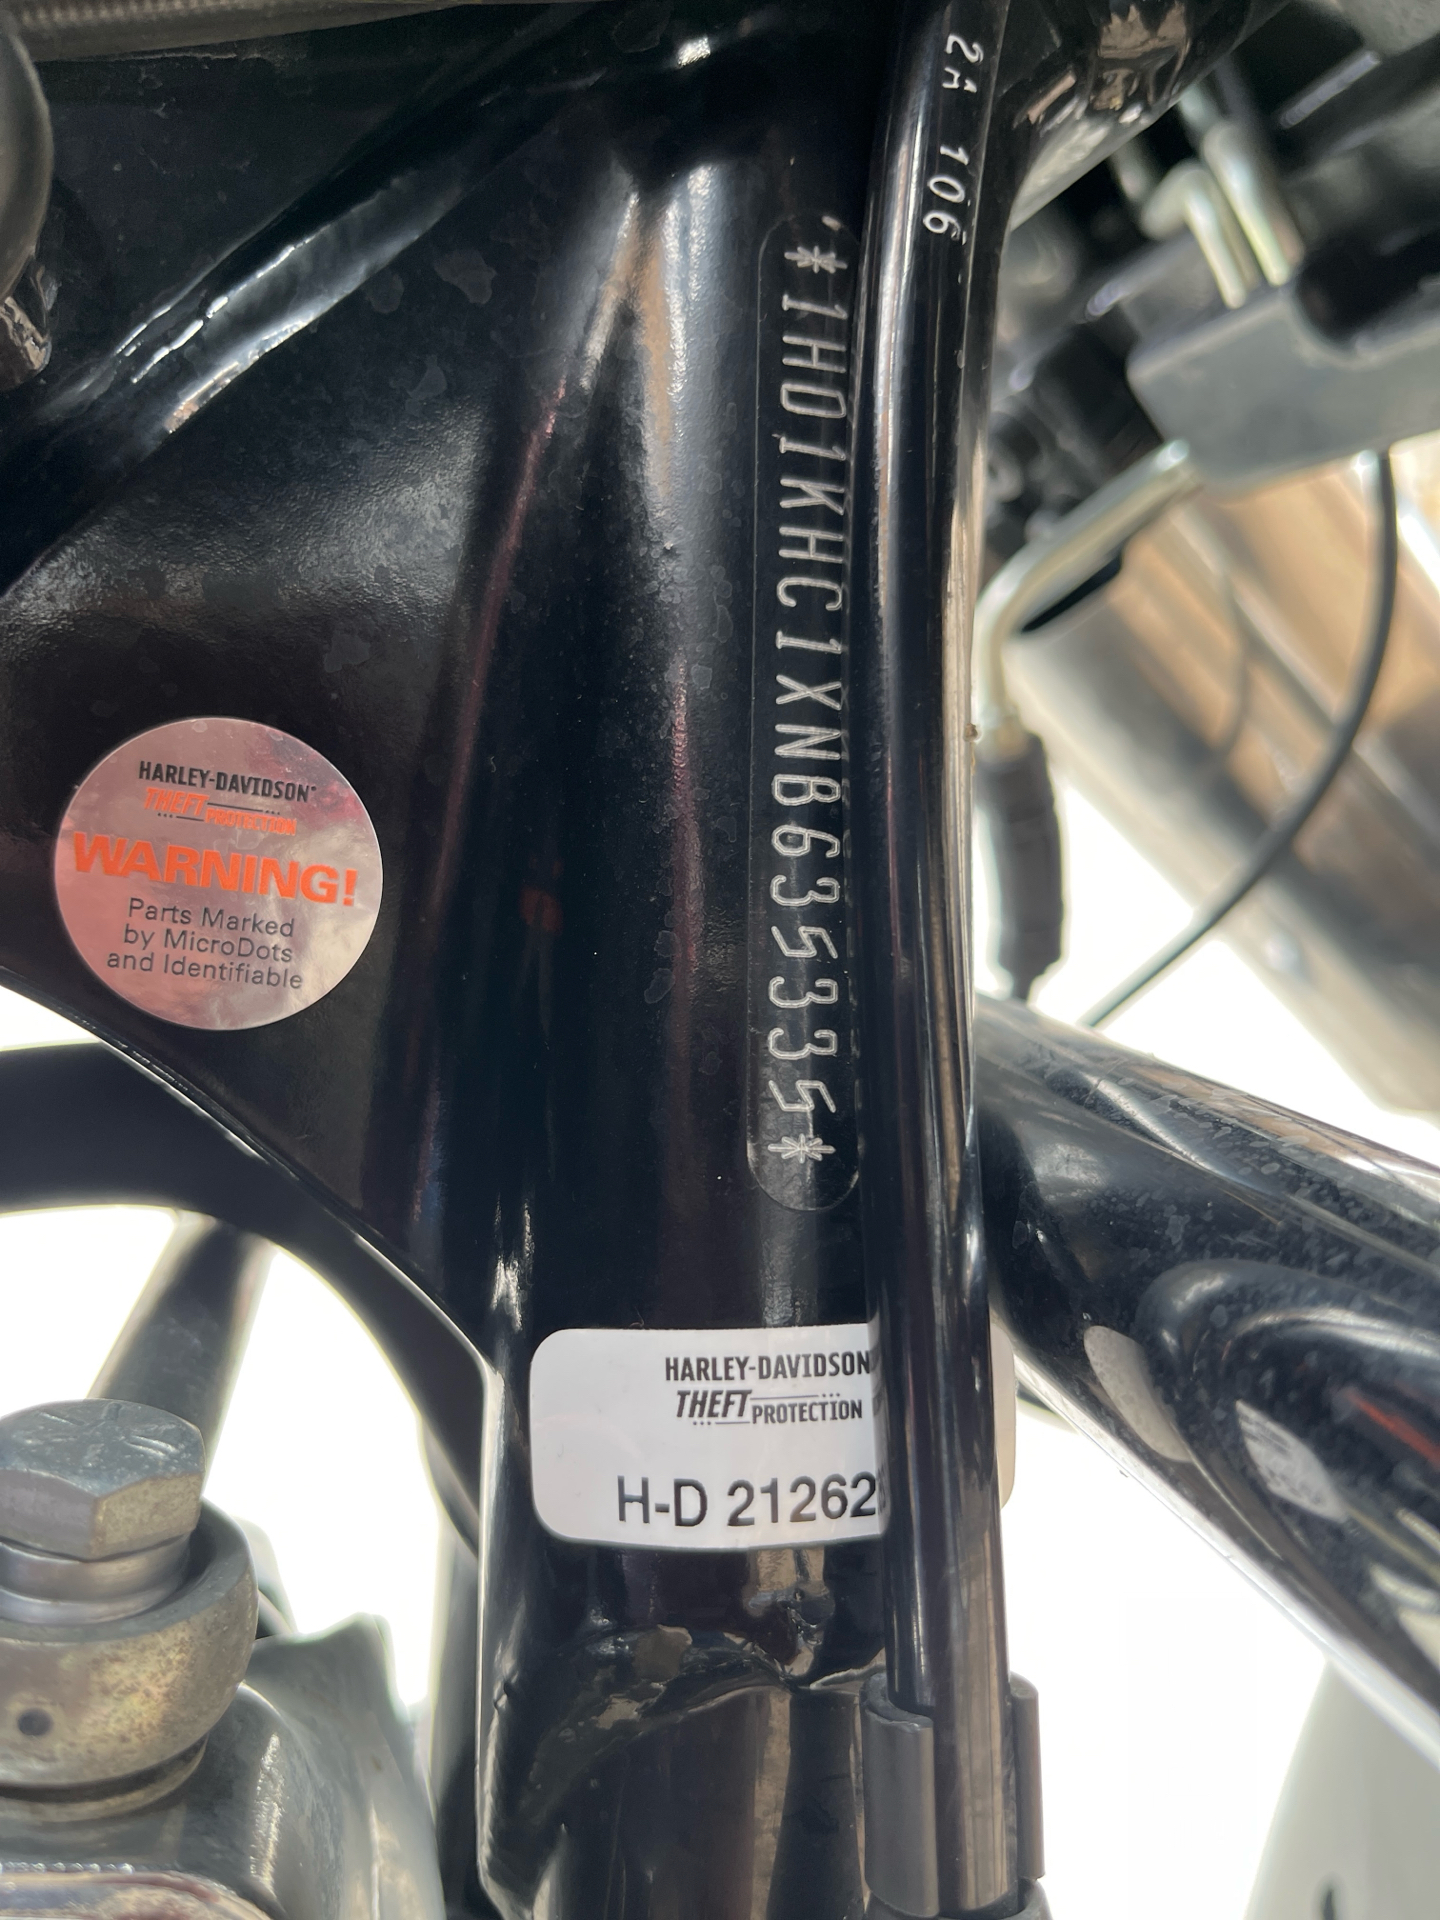 2A 106
*1HD1KHC1XNB635335*
HARLEY-DAVIDSON
THEFT
PROTECTION
WARNING!
Parts Marked
by MicroDots
and Identifiable
HARLEY-DAVIDSON
THEFT PROTECTION
H-D 21262